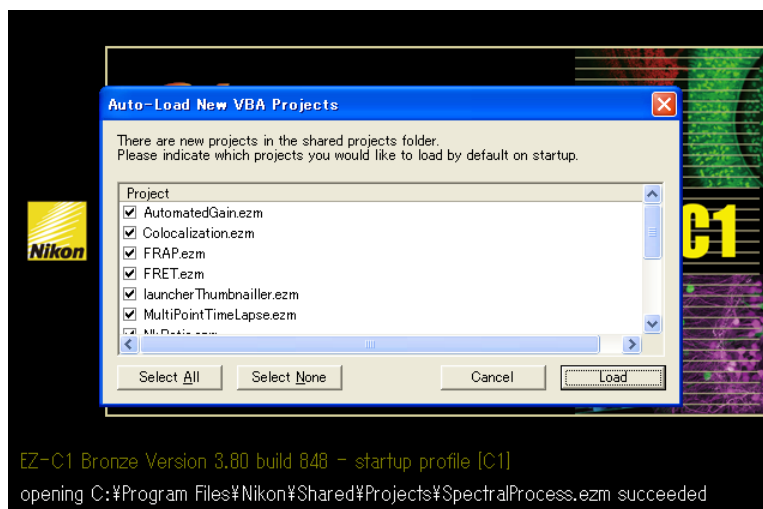 Auto-Load New VBA Projects
There are new projects in the shared projects folder.
Please indicate which projects you would like to load by default on startup.
Project
AutomatedGain.ezm
Colocalization.ezm
FRAP.ezm
FRET.ezm
launcherThumbnailler.ezm
MultiPointTimeLapse.ezm
Nikon
C1
Select All
Select None
Cancel
Load
EZ-C1 Bronze Version 3.80 build 848 - startup profile [C1]
opening C:¥Program Files¥Nikon¥Shared¥Projects¥SpectralProcess.ezm succeeded